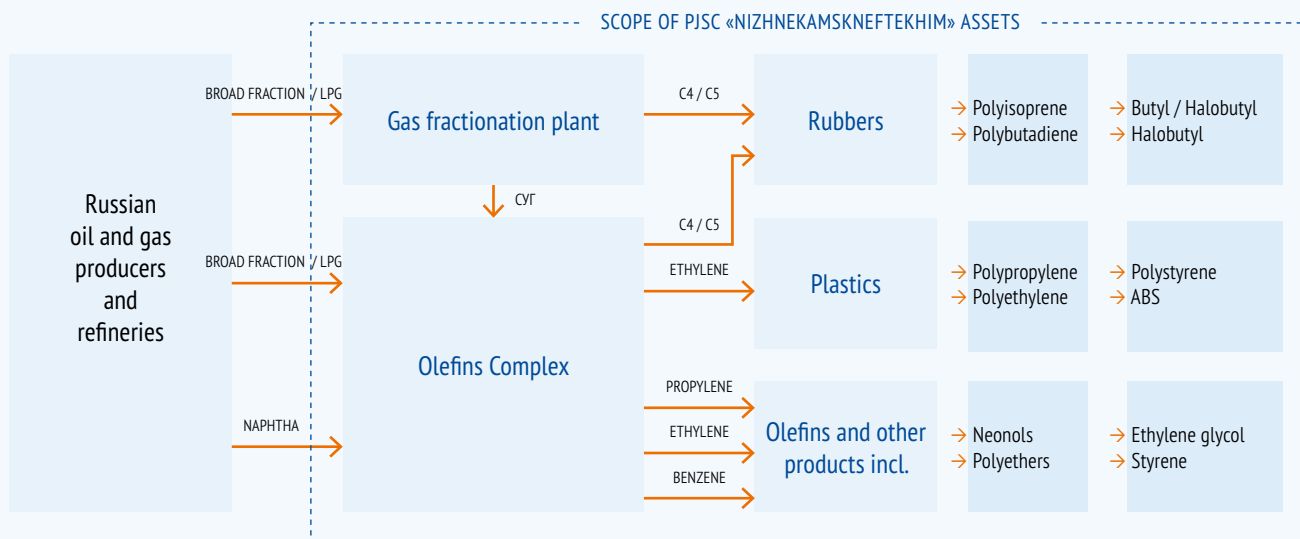 SCOPE OF PJSC «NIZHNEKAMSKNEFTEKHIM» ASSETS
Russian
oil and gas
producers
and
refineries
BROAD FRACTION / LPG
BROAD FRACTION / LPG
NAPHTHA
Gas fractionation plant
СУГ
Olefins Complex
C4 / C5
C4 / C5
ETHYLENE
PROPYLENE
ETHYLENE
BENZENE
Rubbers
→ Polyisoprene
→ Polybutadiene
→ Butyl / Halobutyl
→ Halobutyl
Plastics
→ Polypropylene
→ Polyethylene
→ Polystyrene
→ ABS
Olefins and other
products incl.
→ Neonols
→ Polyethers
→ Ethylene glycol
→ Styrene